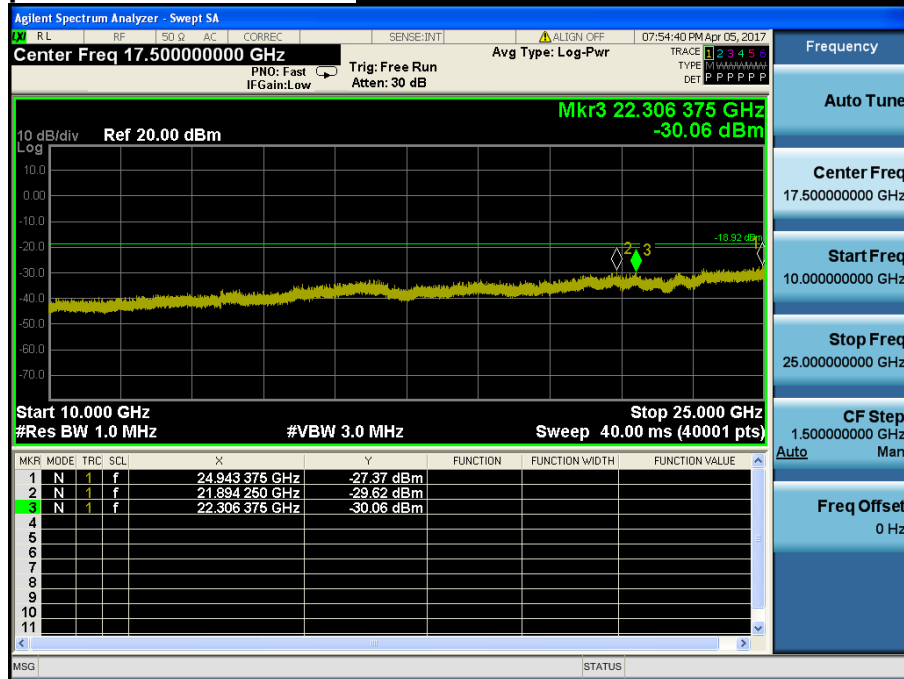 Agilent Spectrum Analyzer - Swept SA
LXI RL RF 50 Ω AC CORREC SENSE:INT ALIGN OFF 07:54:40 PM Apr 05, 2017
Center Freq 17.500000000 GHz
PNO: Fast
IFGain:Low
Trig: Free Run
Atten: 30 dB
Avg Type: Log-Pwr
TRACE 1 2 3 4 5 6
TYPE M WWWWW
DET P P P P P P
Mkr3 22.306 375 GHz
-30.06 dBm
10 dB/div Ref 20.00 dBm
Log
10.0
0.00
-10.0
-20.0
-30.0
-40.0
-50.0
-60.0
-70.0
-18.92 dBm
1
2
3
Start 10.000 GHz Stop 25.000 GHz
#Res BW 1.0 MHz #VBW 3.0 MHz Sweep 40.00 ms (40001 pts)
MKR MODE TRC SCL X Y FUNCTION FUNCTION WIDTH FUNCTION VALUE
1 N 1 f 24.943 375 GHz -27.37 dBm
2 N 1 f 21.894 250 GHz -29.62 dBm
3 N 1 f 22.306 375 GHz -30.06 dBm
4
5
6
7
8
9
10
11
MSG STATUS
Frequency
Auto Tune
Center Freq
17.500000000 GHz
Start Freq
10.000000000 GHz
Stop Freq
25.000000000 GHz
CF Step
1.500000000 GHz
Auto Man
Freq Offset
0 Hz